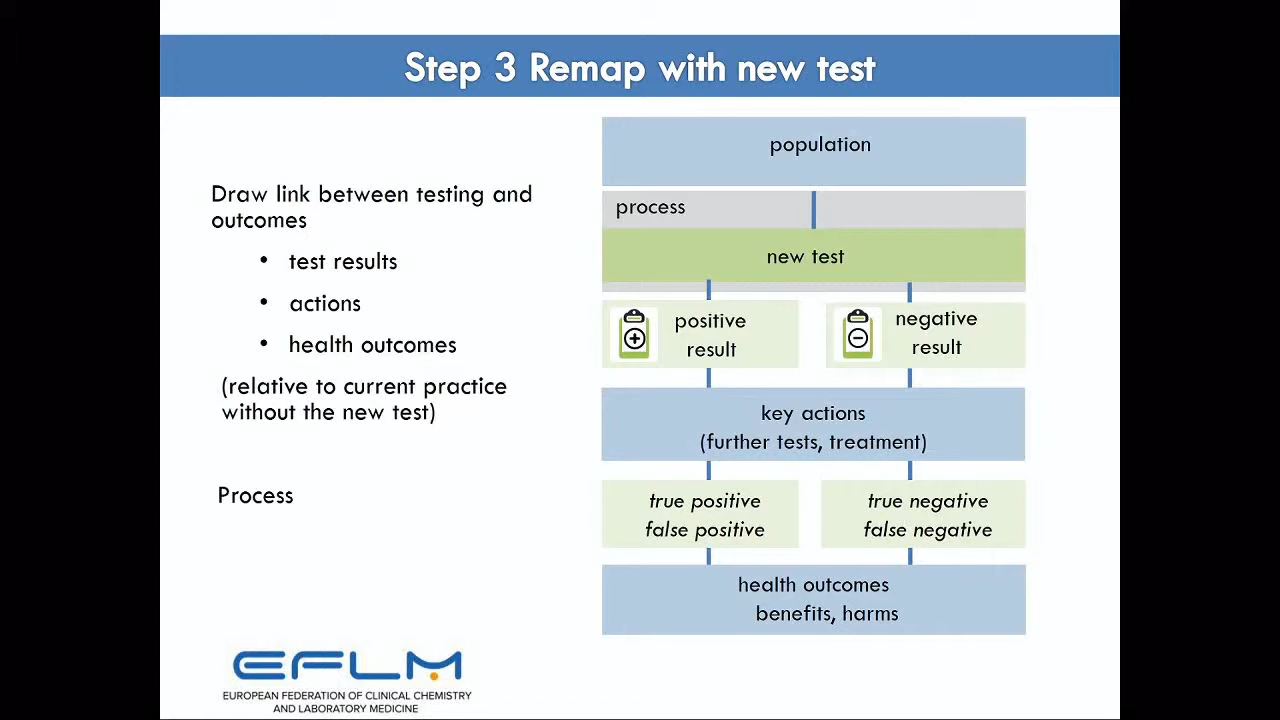 Step 3 Remap with new test
Draw link between testing and
outcomes
• test results
• actions
• health outcomes
(relative to current practice
without the new test)
Process
population
process
new test
positive
result
negative
result
key actions
(further tests, treatment)
true positive
false positive
true negative
false negative
health outcomes
benefits, harms
EFLM
EUROPEAN FEDERATION OF CLINICAL CHEMISTRY
AND LABORATORY MEDICINE